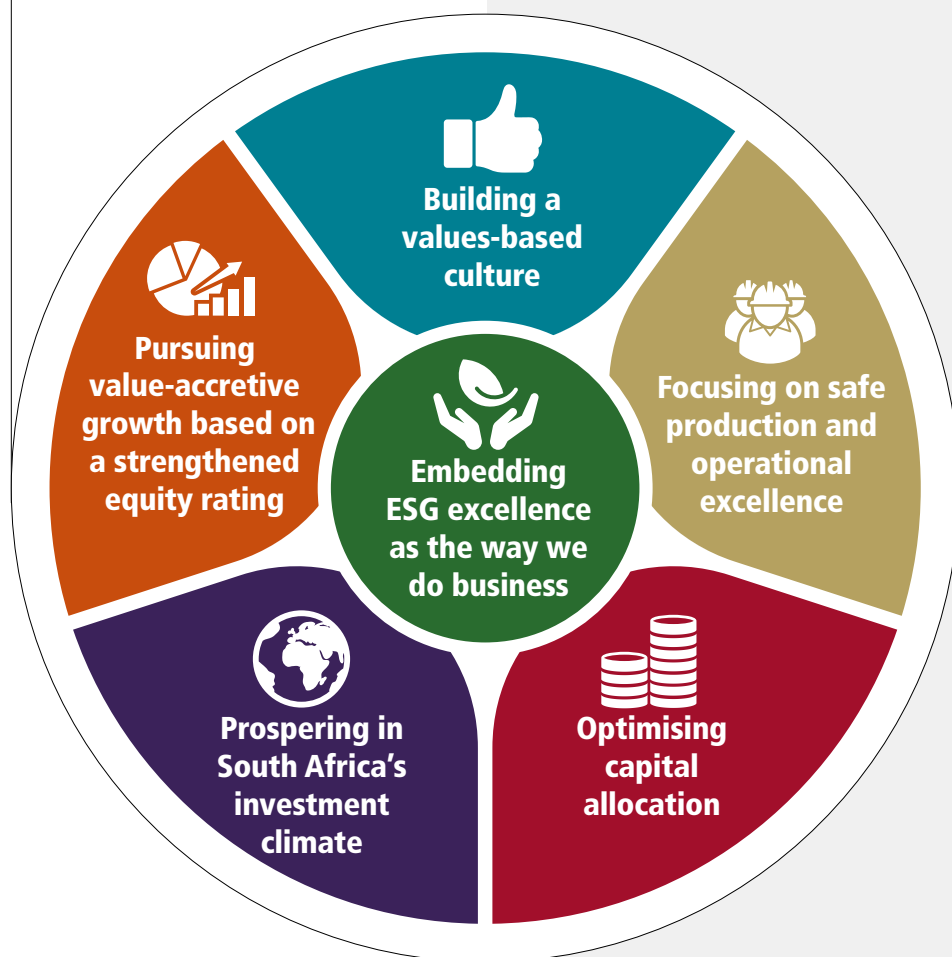 Building a
values-based
culture
Focusing on safe
production and
operational
excellence
Optimising
capital
allocation
Prospering in
South Africa’s
investment
climate
Pursuing
value-accretive
growth based on
a strengthened
equity rating
Embedding
ESG excellence
as the way we
do business